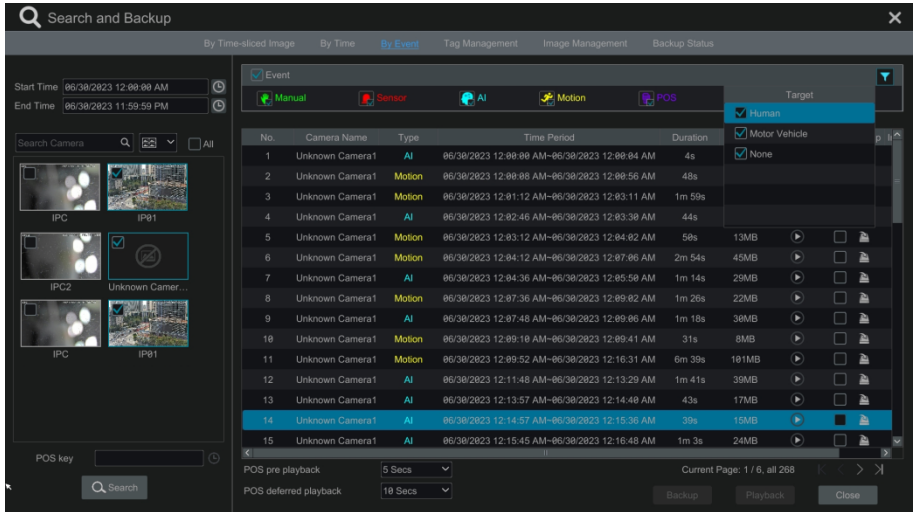 Search and Backup
By Time-sliced Image By Time By Event Tag Management Image Management Backup Status
Start Time 06/30/2023 12:00:00 AM
End Time 06/30/2023 11:59:59 PM
Search Camera All
IPC IP01
IPC2 Unknown Camer...
IPC IP01
POS key
Search
Event
Manual Sensor AI Motion POS
Target
Human
Motor Vehicle
None
No. Camera Name Type Time Period Duration
1 Unknown Camera1 AI 06/30/2023 12:00:00 AM~06/30/2023 12:00:04 AM 4s
2 Unknown Camera1 Motion 06/30/2023 12:00:08 AM~06/30/2023 12:00:56 AM 48s
3 Unknown Camera1 Motion 06/30/2023 12:01:12 AM~06/30/2023 12:03:11 AM 1m 59s
4 Unknown Camera1 AI 06/30/2023 12:02:46 AM~06/30/2023 12:03:30 AM 44s
5 Unknown Camera1 Motion 06/30/2023 12:03:12 AM~06/30/2023 12:04:02 AM 50s 13MB
6 Unknown Camera1 Motion 06/30/2023 12:04:12 AM~06/30/2023 12:07:06 AM 2m 54s 45MB
7 Unknown Camera1 AI 06/30/2023 12:04:36 AM~06/30/2023 12:05:50 AM 1m 14s 29MB
8 Unknown Camera1 Motion 06/30/2023 12:07:36 AM~06/30/2023 12:09:02 AM 1m 26s 22MB
9 Unknown Camera1 AI 06/30/2023 12:07:48 AM~06/30/2023 12:09:06 AM 1m 18s 30MB
10 Unknown Camera1 Motion 06/30/2023 12:09:10 AM~06/30/2023 12:09:41 AM 31s 8MB
11 Unknown Camera1 Motion 06/30/2023 12:09:52 AM~06/30/2023 12:16:31 AM 6m 39s 101MB
12 Unknown Camera1 AI 06/30/2023 12:11:48 AM~06/30/2023 12:13:29 AM 1m 41s 39MB
13 Unknown Camera1 AI 06/30/2023 12:13:57 AM~06/30/2023 12:14:40 AM 43s 17MB
14 Unknown Camera1 AI 06/30/2023 12:14:57 AM~06/30/2023 12:15:36 AM 39s 15MB
15 Unknown Camera1 AI 06/30/2023 12:15:45 AM~06/30/2023 12:16:48 AM 1m 3s 24MB
POS pre playback 5 Secs Current Page: 1 / 6, all 268
POS deferred playback 10 Secs Backup Playback Close